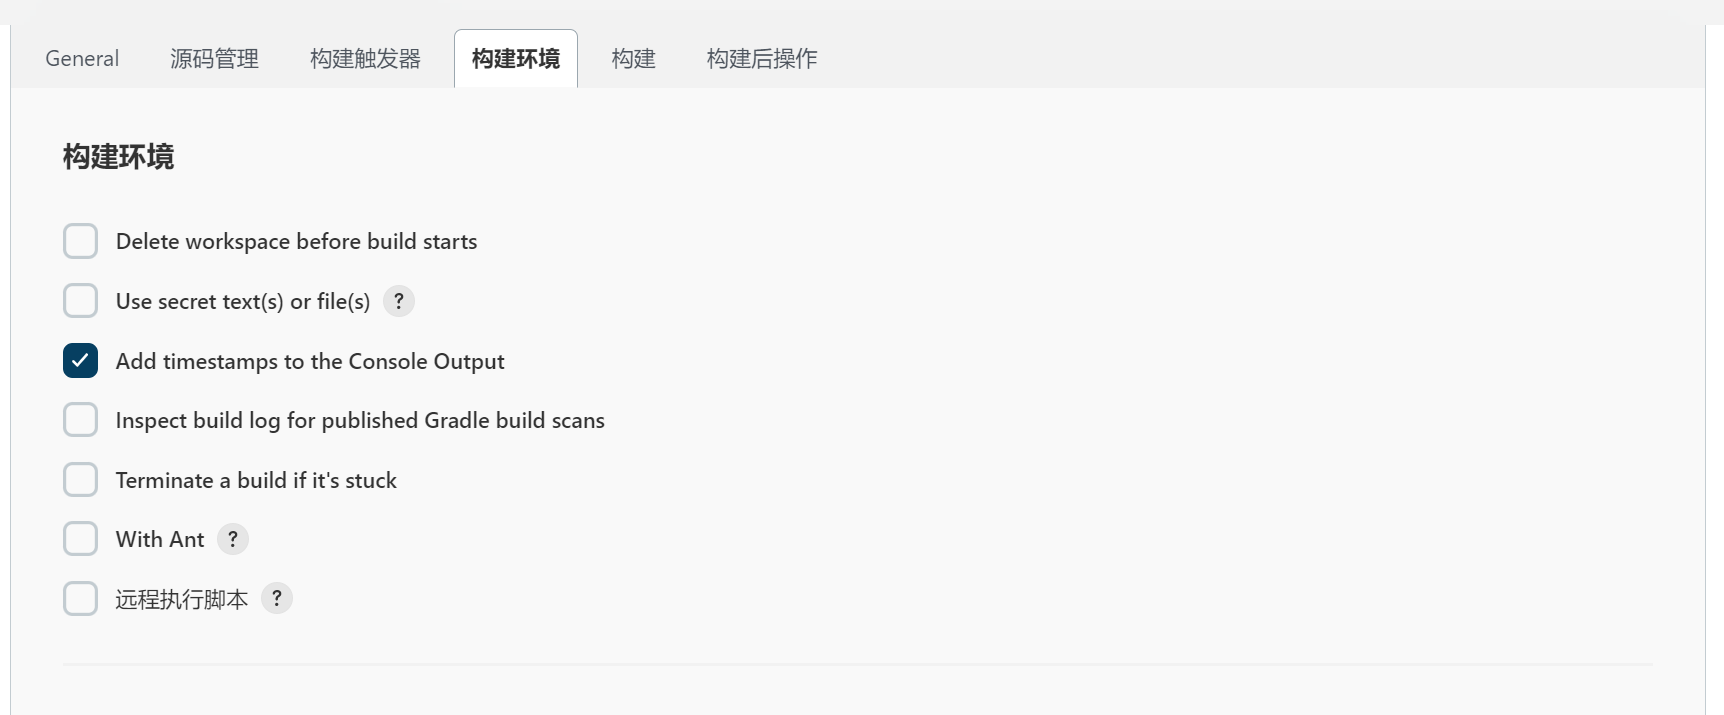 General 源码管理 构建触发器 构建环境 构建 构建后操作
构建环境
Delete workspace before build starts
Use secret text(s) or file(s) ?
Add timestamps to the Console Output
Inspect build log for published Gradle build scans
Terminate a build if it's stuck
With Ant ?
远程执行脚本 ?